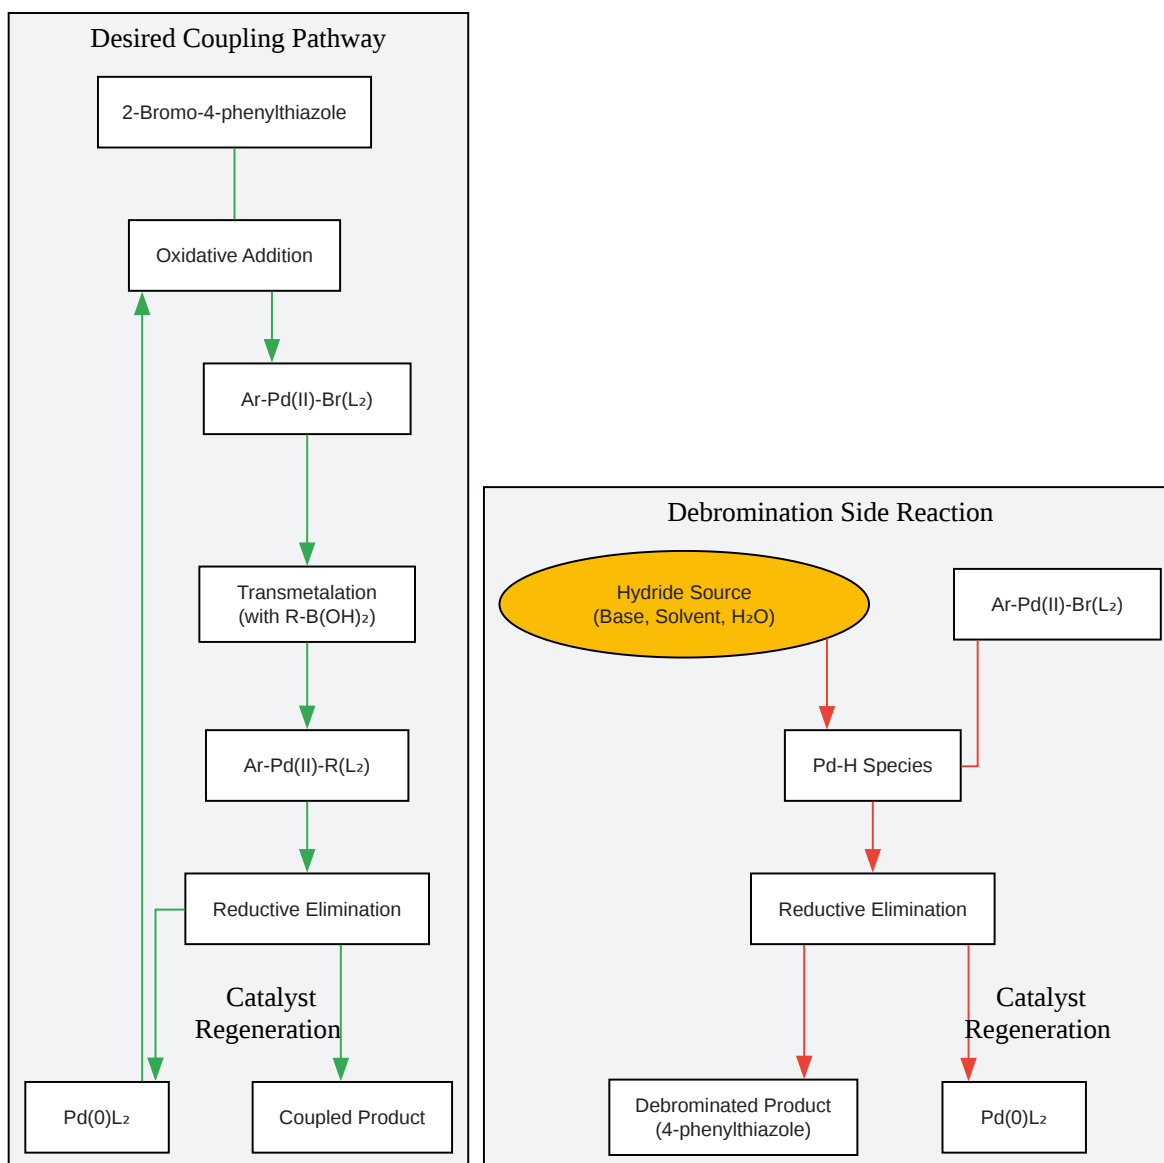 Desired Coupling Pathway
2-Bromo-4-phenylthiazole
Oxidative Addition
Ar-Pd(II)-Br(L₂)
Transmetalation
(with R-B(OH)₂)
Ar-Pd(II)-R(L₂)
Reductive Elimination
Catalyst
Regeneration
Pd(0)L₂
Coupled Product
Debromination Side Reaction
Hydride Source
(Base, Solvent, H₂O)
Ar-Pd(II)-Br(L₂)
Pd-H Species
Reductive Elimination
Catalyst
Regeneration
Debrominated Product
(4-phenylthiazole)
Pd(0)L₂